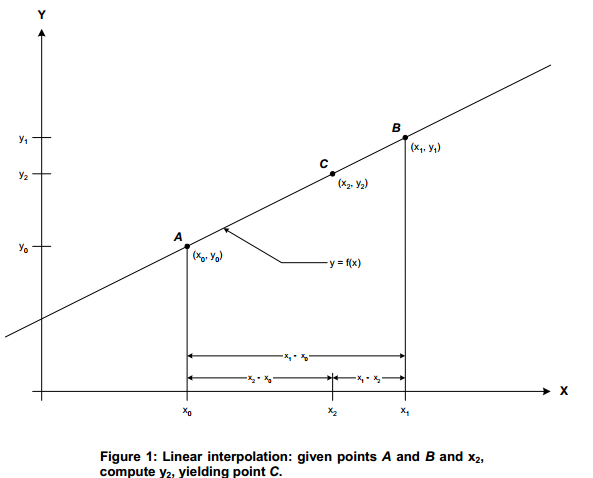 Y
B
y₁
(x₁, y₁)
C
y₂
(x₂, y₂)
A
y₀
(x₀, y₀)
y = f(x)
x₁ - x₀
x₂ - x₀
x₁ - x₂
X
x₀
x₂
x₁
Figure 1: Linear interpolation: given points A and B and x₂,
compute y₂, yielding point C.